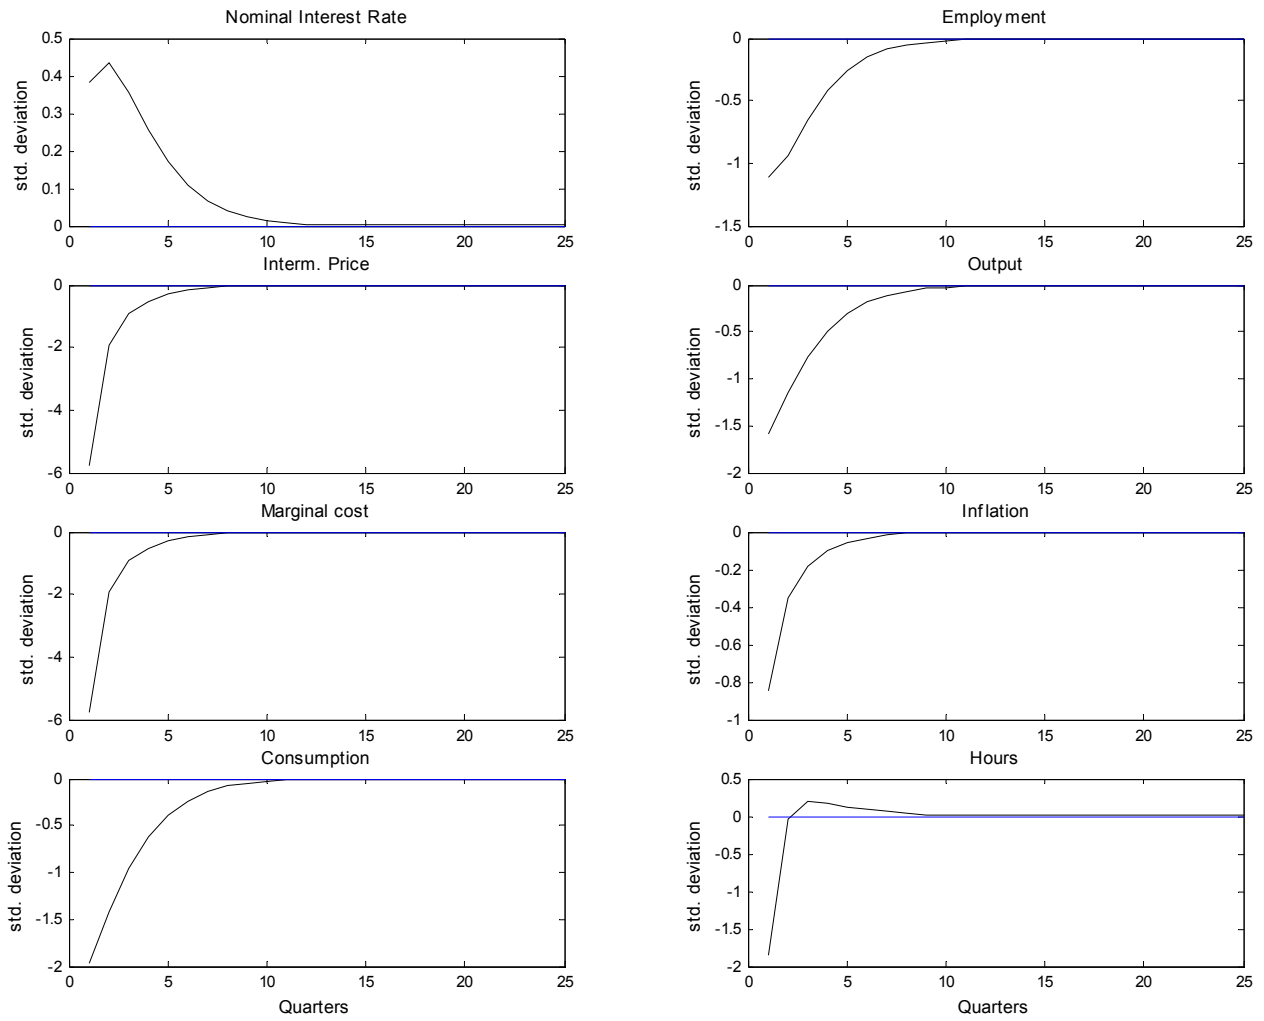 Nominal Interest Rate
std. deviation
0.5
0.4
0.3
0.2
0.1
0
0 5 10 15 20 25
Employment
std. deviation
0
-0.5
-1
-1.5
0 5 10 15 20 25
Interm. Price
std. deviation
0
-2
-4
-6
0 5 10 15 20 25
Output
std. deviation
0
-0.5
-1
-1.5
-2
0 5 10 15 20 25
Marginal cost
std. deviation
0
-2
-4
-6
0 5 10 15 20 25
Inflation
std. deviation
0
-0.2
-0.4
-0.6
-0.8
-1
0 5 10 15 20 25
Consumption
std. deviation
0
-0.5
-1
-1.5
-2
0 5 10 15 20 25
Quarters
Hours
std. deviation
0.5
0
-0.5
-1
-1.5
-2
0 5 10 15 20 25
Quarters